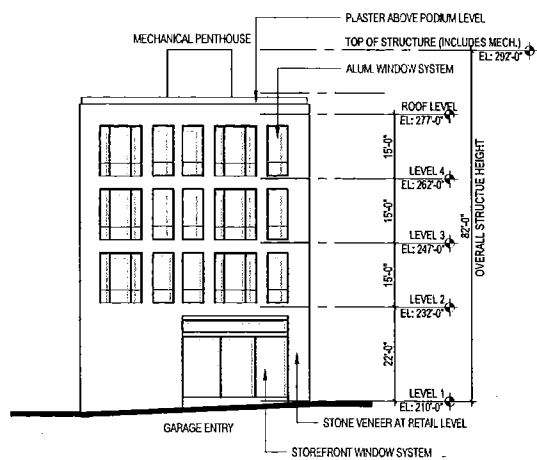 PLASTER ABOVE PODIUM LEVEL
MECHANICAL PENTHOUSE
TOP OF STRUCTURE (INCLUDES MECH.)
EL: 292'-0"
ALUM. WINDOW SYSTEM
ROOF LEVEL
EL: 277'-0"
15'-0"
LEVEL 4
EL: 262'-0"
15'-0"
LEVEL 3
EL: 247'-0"
15'-0"
LEVEL 2
EL: 232'-0"
22'-0"
LEVEL 1
EL: 210'-0"
82'-0"
OVERALL STRUCTUE HEIGHT
GARAGE ENTRY
STONE VENEER AT RETAIL LEVEL
STOREFRONT WINDOW SYSTEM